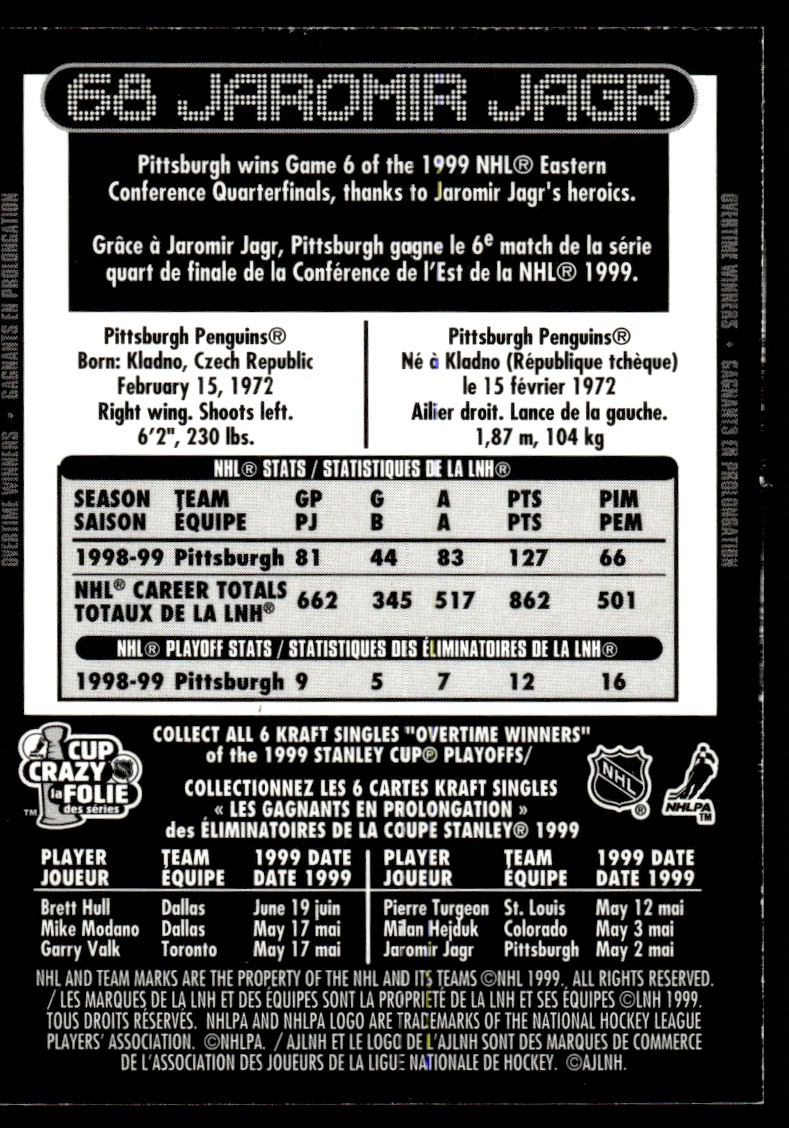 68 JAROMIR JAGR
Pittsburgh wins Game 6 of the 1999 NHL® Eastern
Conference Quarterfinals, thanks to Jaromir Jagr's heroics.
Grâce à Jaromir Jagr, Pittsburgh gagne le 6e match de la série
quart de finale de la Conférence de l'Est de la NHL® 1999.
OVERTIME WINNERS • GAGNANTS EN PROLONGATION
OVERTIME WINNERS • GAGNANTS EN PROLONGATION
Pittsburgh Penguins®
Born: Kladno, Czech Republic
February 15, 1972
Right wing. Shoots left.
6'2", 230 lbs.
Pittsburgh Penguins®
Né à Kladno (République tchèque)
le 15 février 1972
Ailier droit. Lance de la gauche.
1,87 m, 104 kg
NHL® STATS / STATISTIQUES DE LA LNH®
SEASON TEAM GP G A PTS PIM
SAISON ÉQUIPE PJ B A PTS PEM
1998-99 Pittsburgh 81 44 83 127 66
NHL® CAREER TOTALS
TOTAUX DE LA LNH® 662 345 517 862 501
NHL® PLAYOFF STATS / STATISTIQUES DES ÉLIMINATOIRES DE LA LNH®
1998-99 Pittsburgh 9 5 7 12 16
CUP
CRAZY
la FOLIE
des séries
TM
COLLECT ALL 6 KRAFT SINGLES "OVERTIME WINNERS"
of the 1999 STANLEY CUP® PLAYOFFS/
COLLECTIONNEZ LES 6 CARTES KRAFT SINGLES
« LES GAGNANTS EN PROLONGATION »
des ÉLIMINATOIRES DE LA COUPE STANLEY® 1999
NHL
®
NHLPA
TM
PLAYER TEAM 1999 DATE
JOUEUR ÉQUIPE DATE 1999
Brett Hull Dallas June 19 juin
Mike Modano Dallas May 17 mai
Garry Valk Toronto May 17 mai
PLAYER TEAM 1999 DATE
JOUEUR ÉQUIPE DATE 1999
Pierre Turgeon St. Louis May 12 mai
Milan Hejduk Colorado May 3 mai
Jaromir Jagr Pittsburgh May 2 mai
NHL AND TEAM MARKS ARE THE PROPERTY OF THE NHL AND ITS TEAMS ©NHL 1999. ALL RIGHTS RESERVED.
/ LES MARQUES DE LA LNH ET DES ÉQUIPES SONT LA PROPRIÉTÉ DE LA LNH ET SES ÉQUIPES ©LNH 1999.
TOUS DROITS RÉSERVÉS. NHLPA AND NHLPA LOGO ARE TRADEMARKS OF THE NATIONAL HOCKEY LEAGUE
PLAYERS' ASSOCIATION. ©NHLPA. / AJLNH ET LE LOGO DE L'AJLNH SONT DES MARQUES DE COMMERCE
DE L'ASSOCIATION DES JOUEURS DE LA LIGUE NATIONALE DE HOCKEY. ©AJLNH.